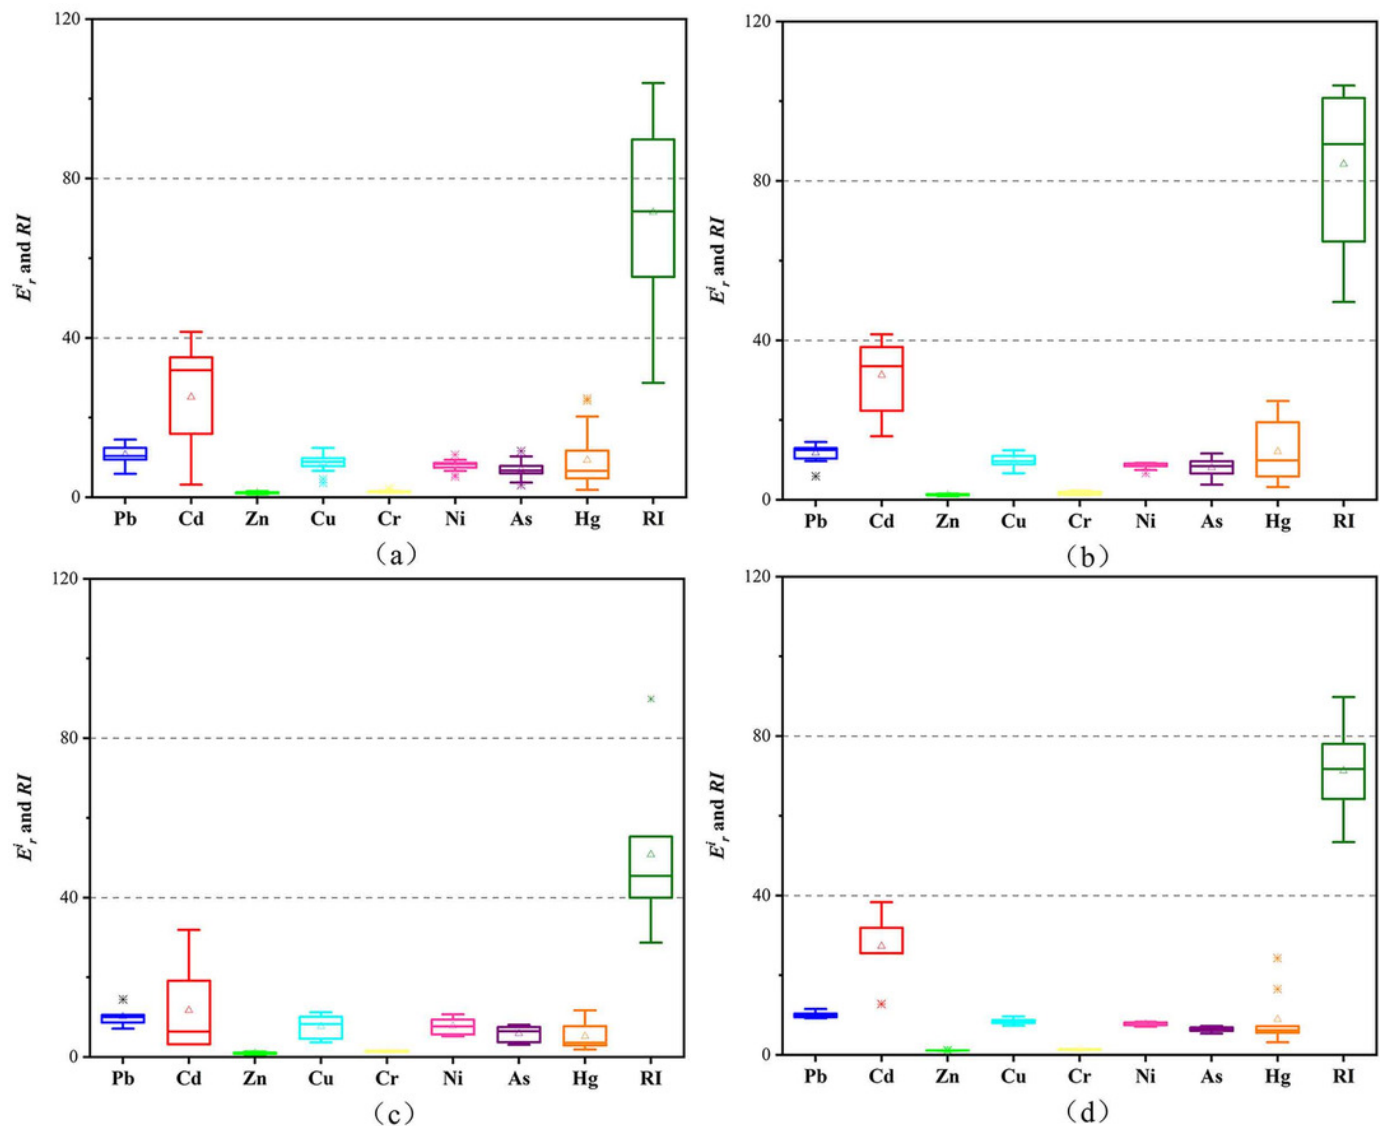 120
80
40
0
E^i_r and RI
Pb Cd Zn Cu Cr Ni As Hg RI
（a）
120
80
40
0
E^i_r and RI
Pb Cd Zn Cu Cr Ni As Hg RI
（b）
120
80
40
0
E^i_r and RI
Pb Cd Zn Cu Cr Ni As Hg RI
（c）
120
80
40
0
E^i_r and RI
Pb Cd Zn Cu Cr Ni As Hg RI
（d）